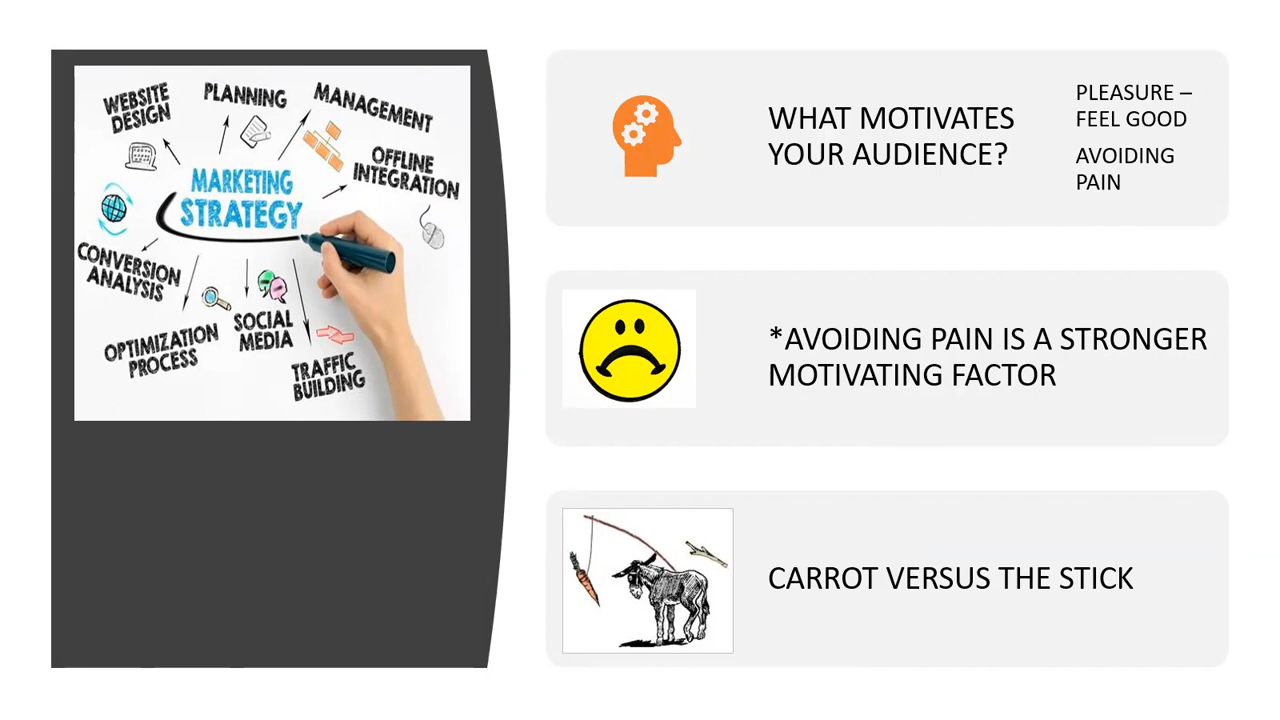 WEBSITE
DESIGN
PLANNING
MANAGEMENT
OFFLINE
INTEGRATION
MARKETING
STRATEGY
CONVERSION
ANALYSIS
OPTIMIZATION
PROCESS
SOCIAL
MEDIA
TRAFFIC
BUILDING
WHAT MOTIVATES
YOUR AUDIENCE?
PLEASURE –
FEEL GOOD
AVOIDING
PAIN
*AVOIDING PAIN IS A STRONGER
MOTIVATING FACTOR
CARROT VERSUS THE STICK